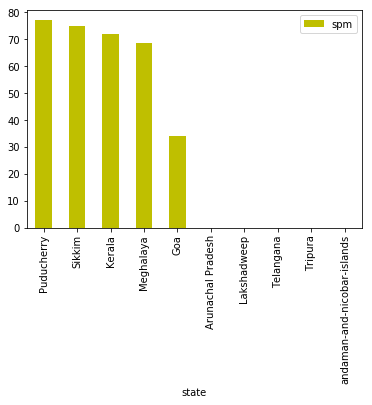 80
70
60
50
40
30
20
10
0
spm
Puducherry
Sikkim
Kerala
Meghalaya
Goa
Arunachal Pradesh
Lakshadweep
Telangana
Tripura
andaman-and-nicobar-islands
state